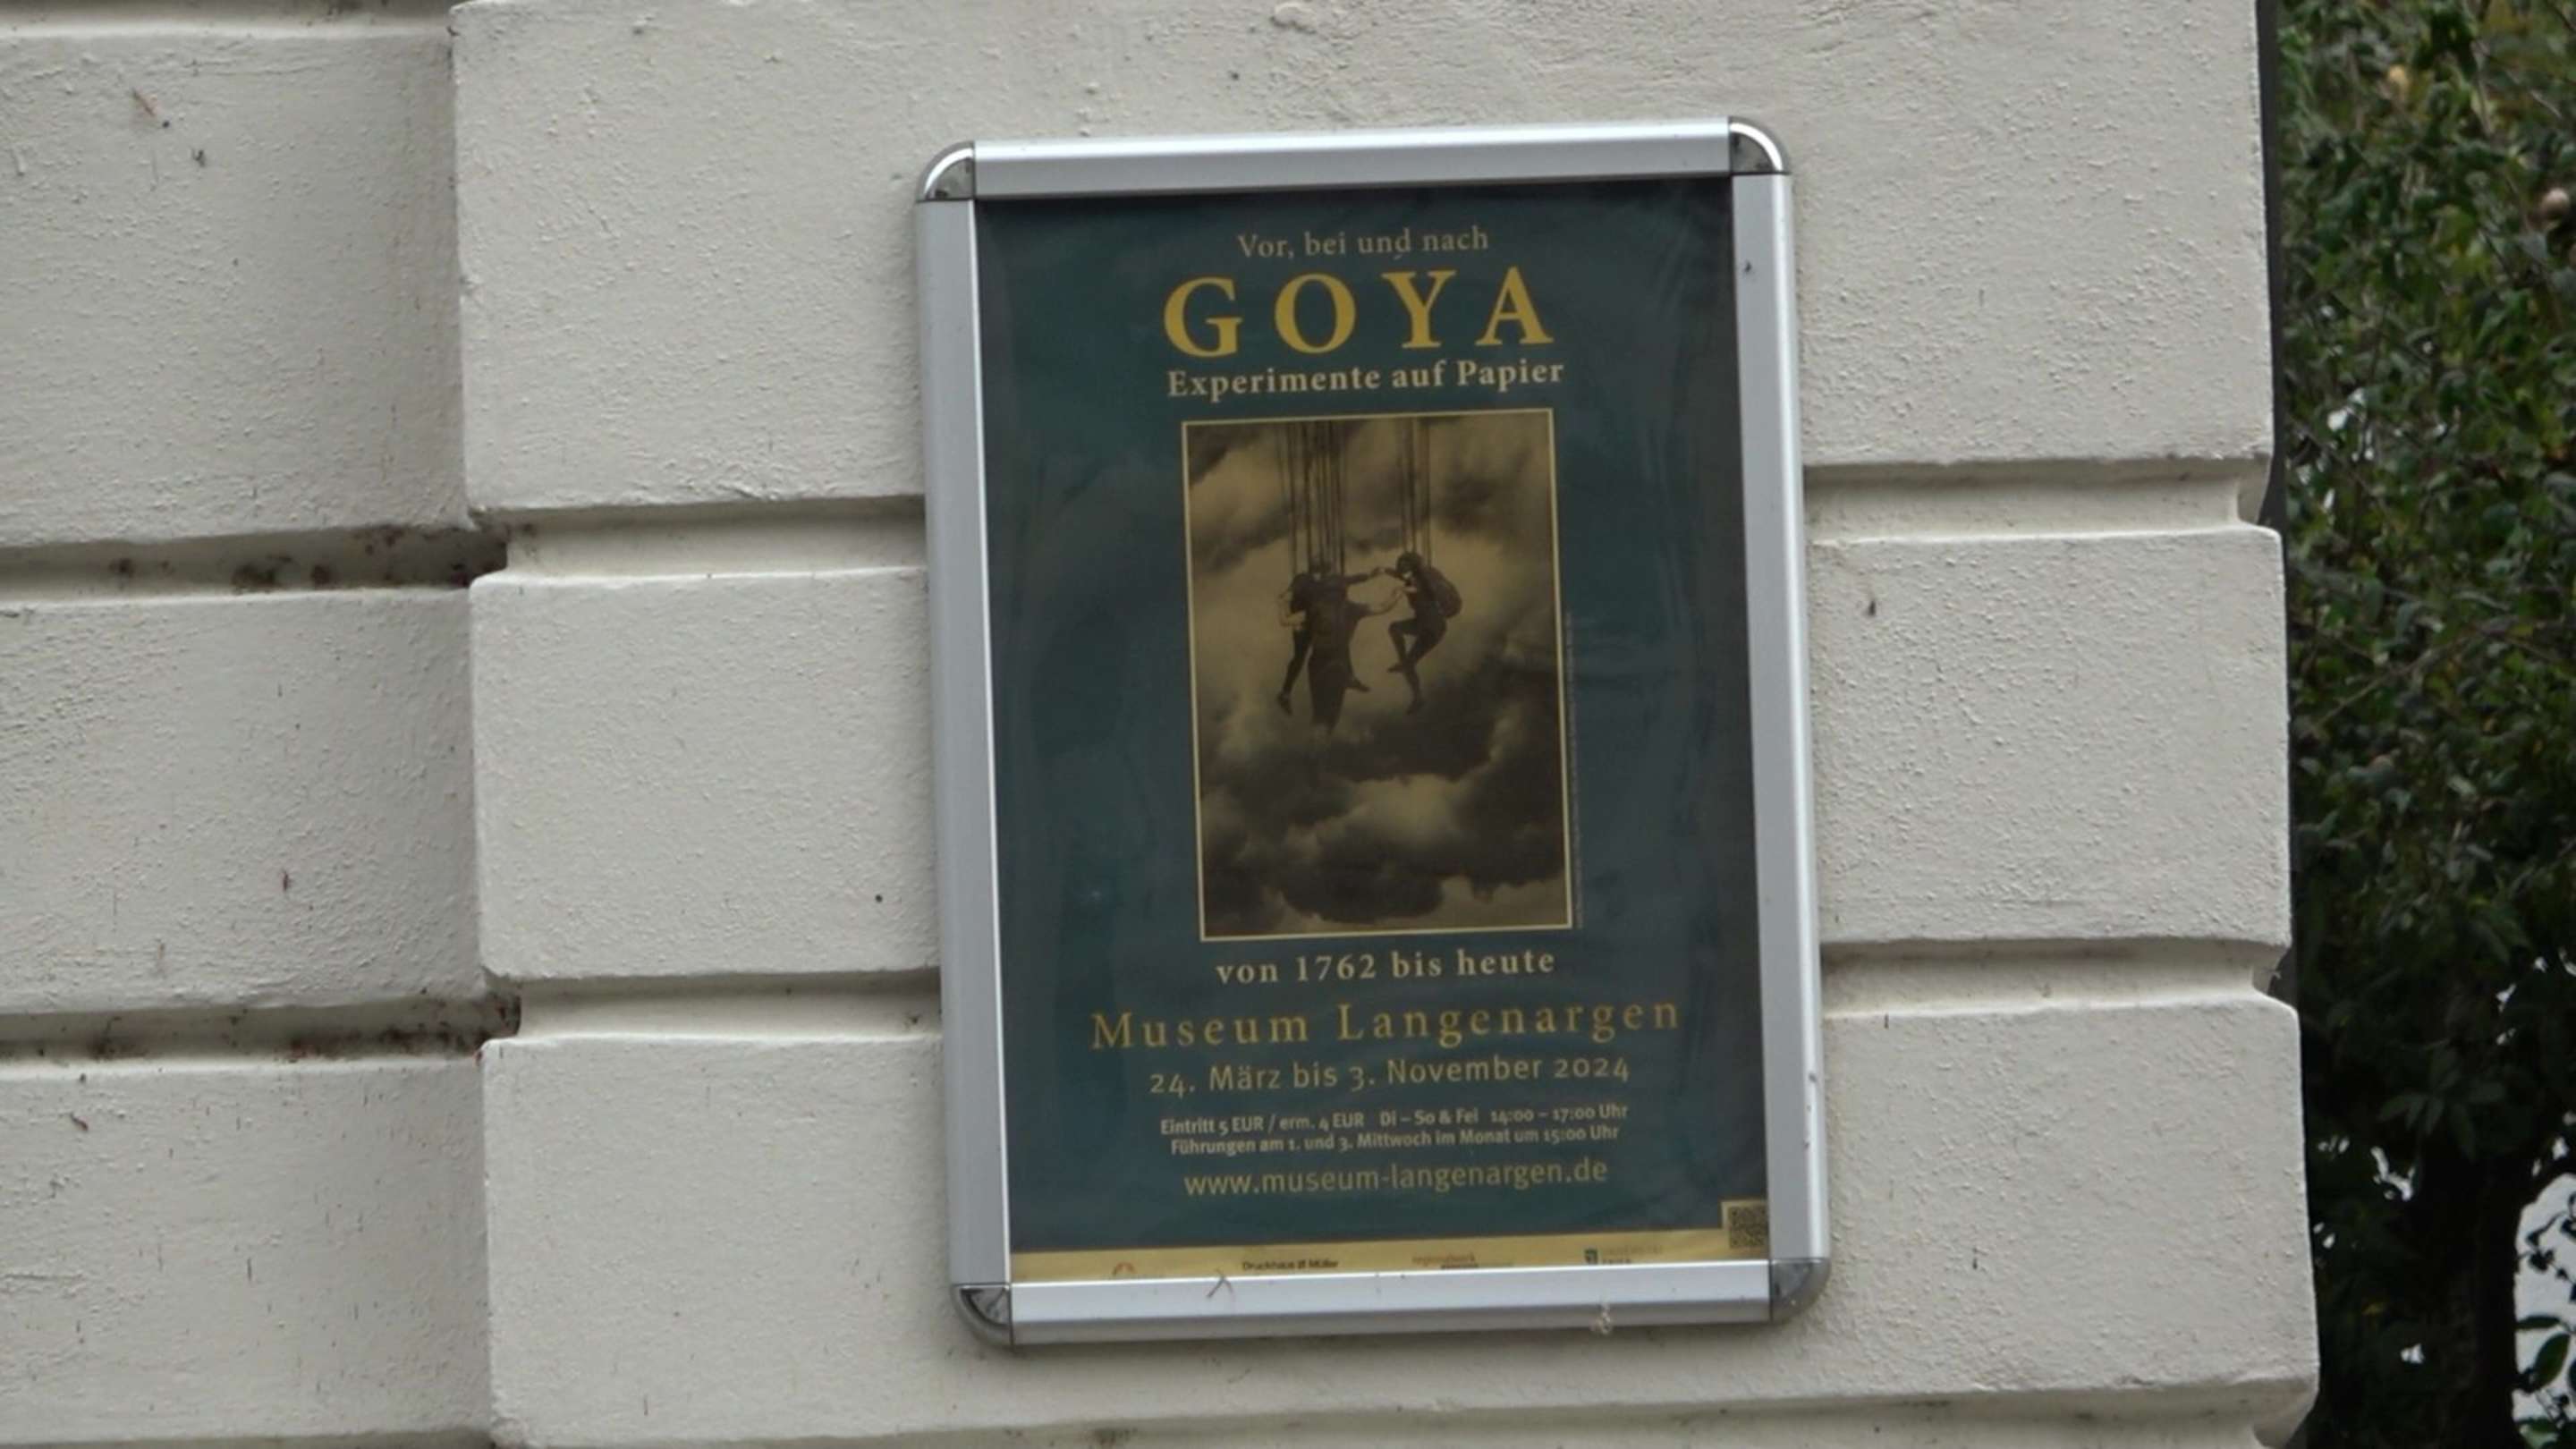 Vor, bei und nach
GOYA
Experimente auf Papier
von 1762 bis heute
Museum Langenargen
24. März bis 3. November 2024
Eintritt 5 EUR / erm. 4 EUR Di – So & Fei 14:00 – 17:00 Uhr
Führungen am 1. und 3. Mittwoch im Monat um 15:00 Uhr
www.museum-langenargen.de
Druckhaus Müller